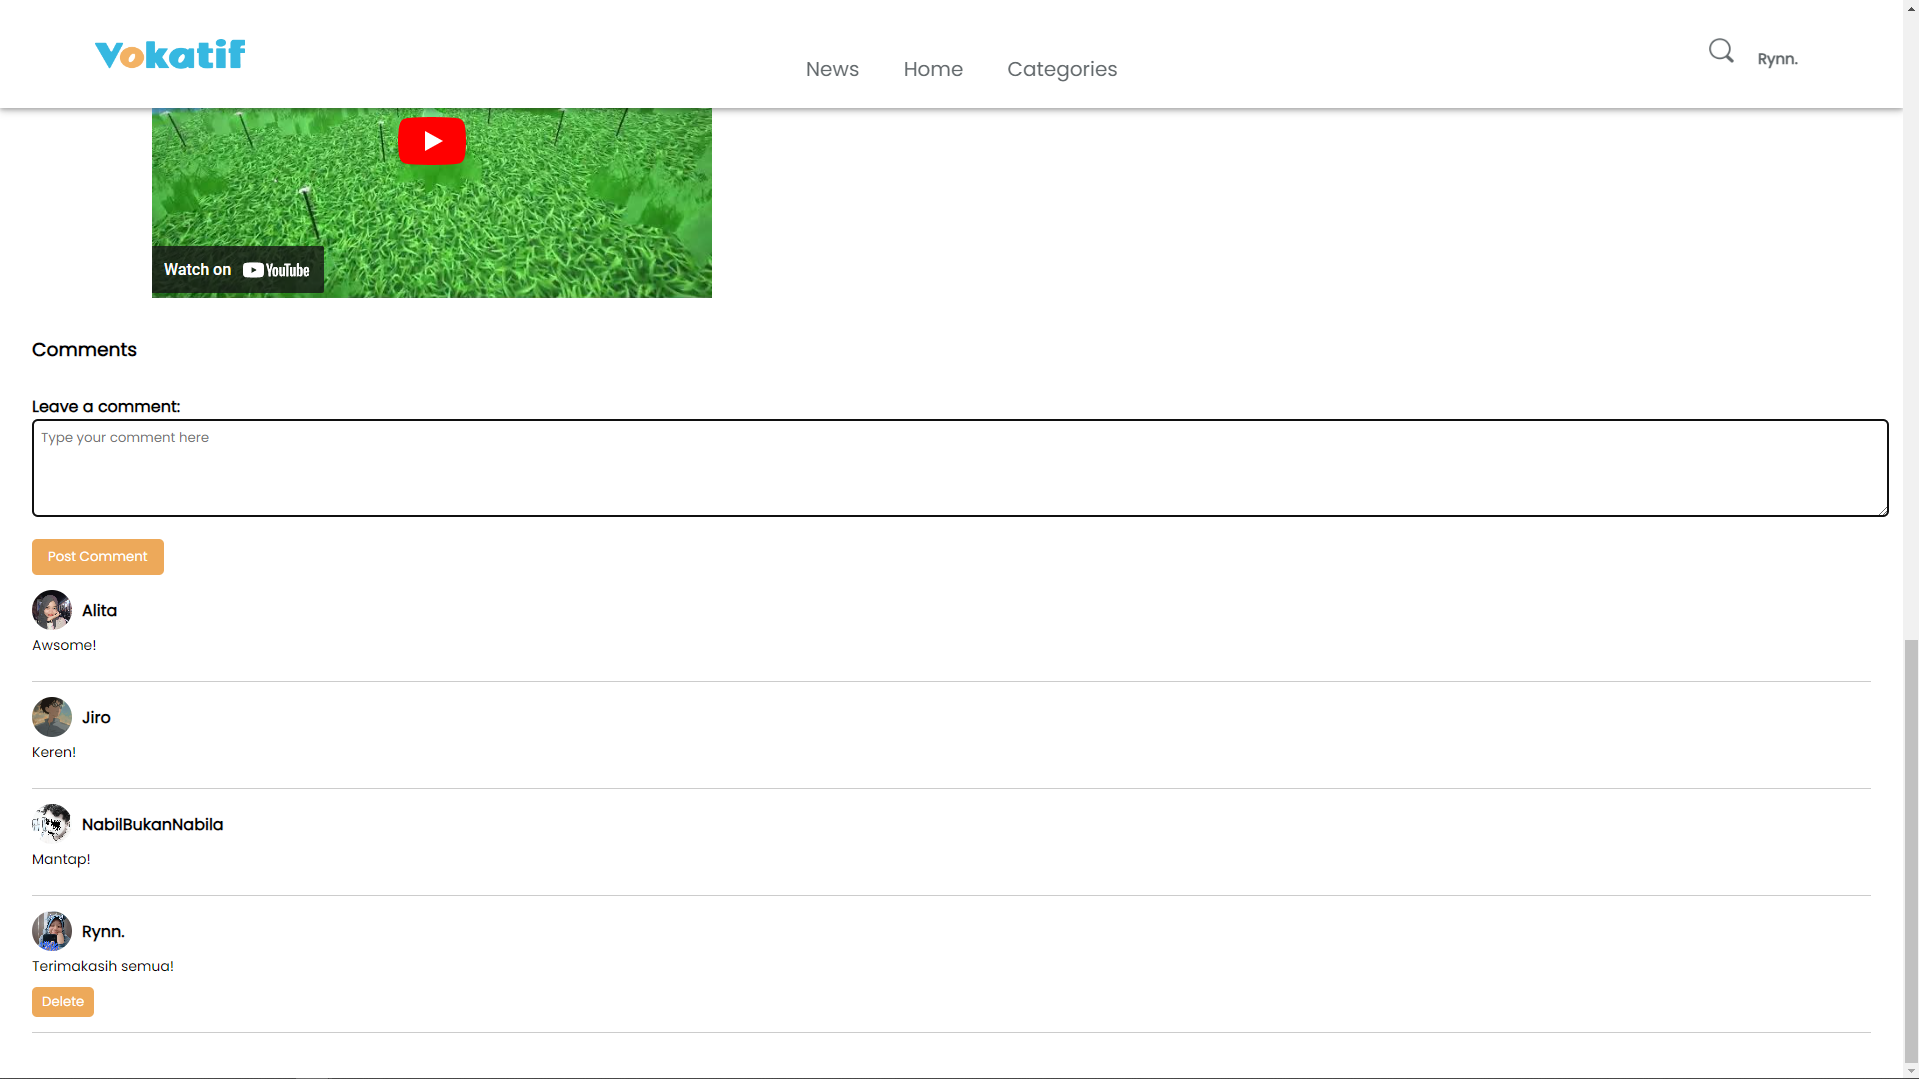 Vokatif
News Home Categories
Rynn.
Watch on YouTube
Comments
Leave a comment:
Type your comment here
Post Comment
Alita
Awsome!
Jiro
Keren!
NabilBukanNabila
Mantap!
Rynn.
Terimakasih semua!
Delete